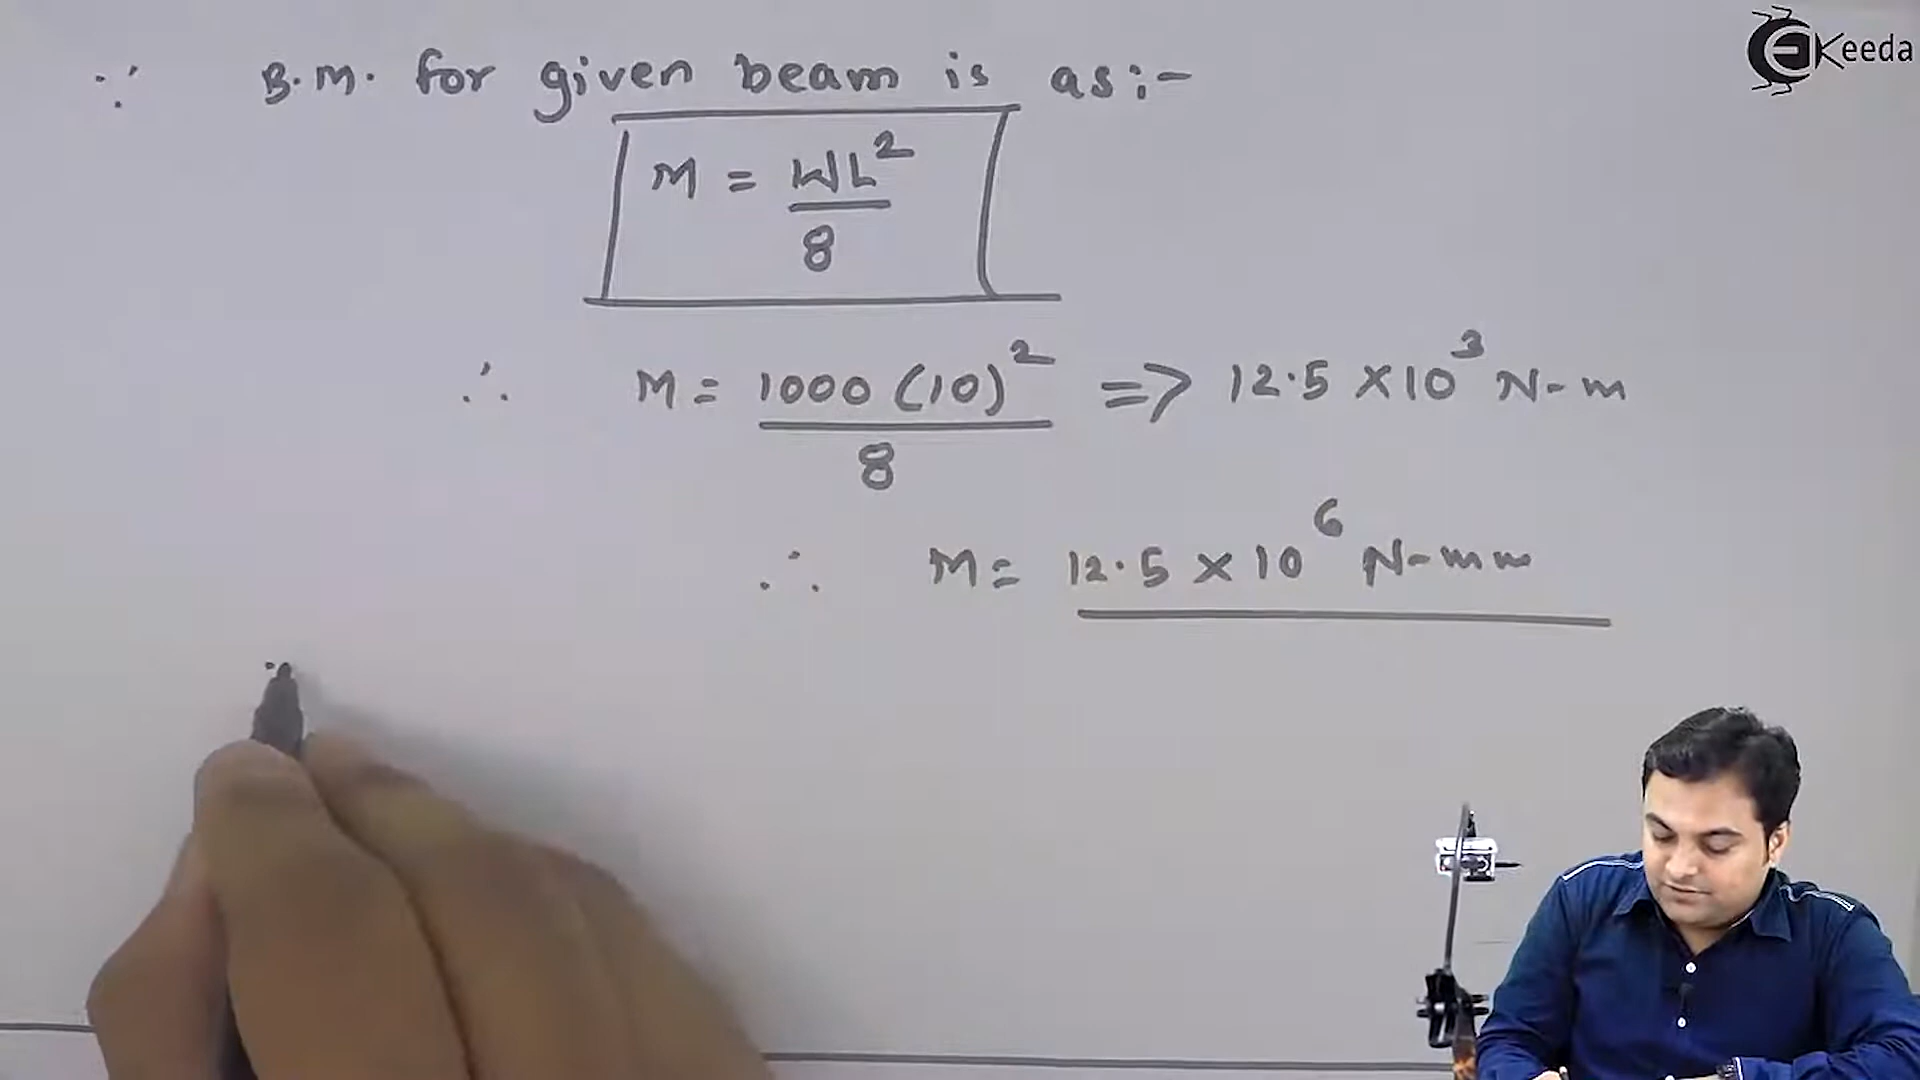 Keeda
∵ B.M. for given beam is as:-
M = WL²/8
∴ M = 1000 (10)²/8 => 12.5 × 10³ N-m
∴ M = 12.5 × 10⁶ N-mm